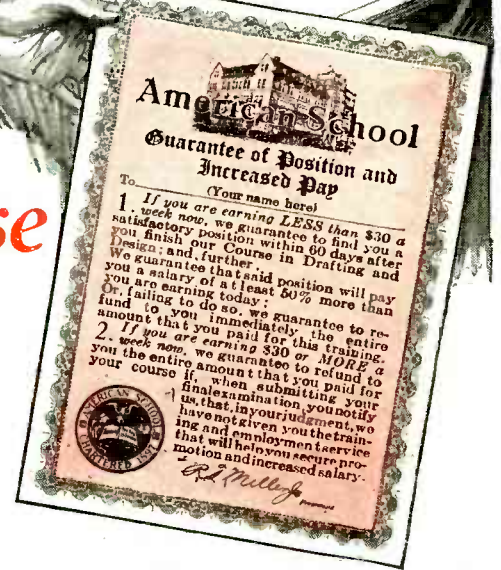 se
American School
Guarantee of Position and
Increased Pay
To
(Your name here)
1. If you are earning LESS than $30 a
week now, we guarantee to find you a
satisfactory position within 60 days after
you finish our Course in Drafting and
Design; and, further
We guarantee that said position will pay
you a salary of at least 50% more than
you are earning today;
Or, failing to do so, we guarantee to re-
fund to you immediately the entire
amount that you paid for this training.
2. If you are earning $30 or MORE a
week now, we guarantee to refund to
you the entire amount that you paid for
your course if, when submitting your
final examination, you notify
us, that, in your judgment, we
have not given you the train-
ing and employment service
that will help you secure pro-
motion and increased salary.
AMERICAN SCHOOL
CHARTERED 1897